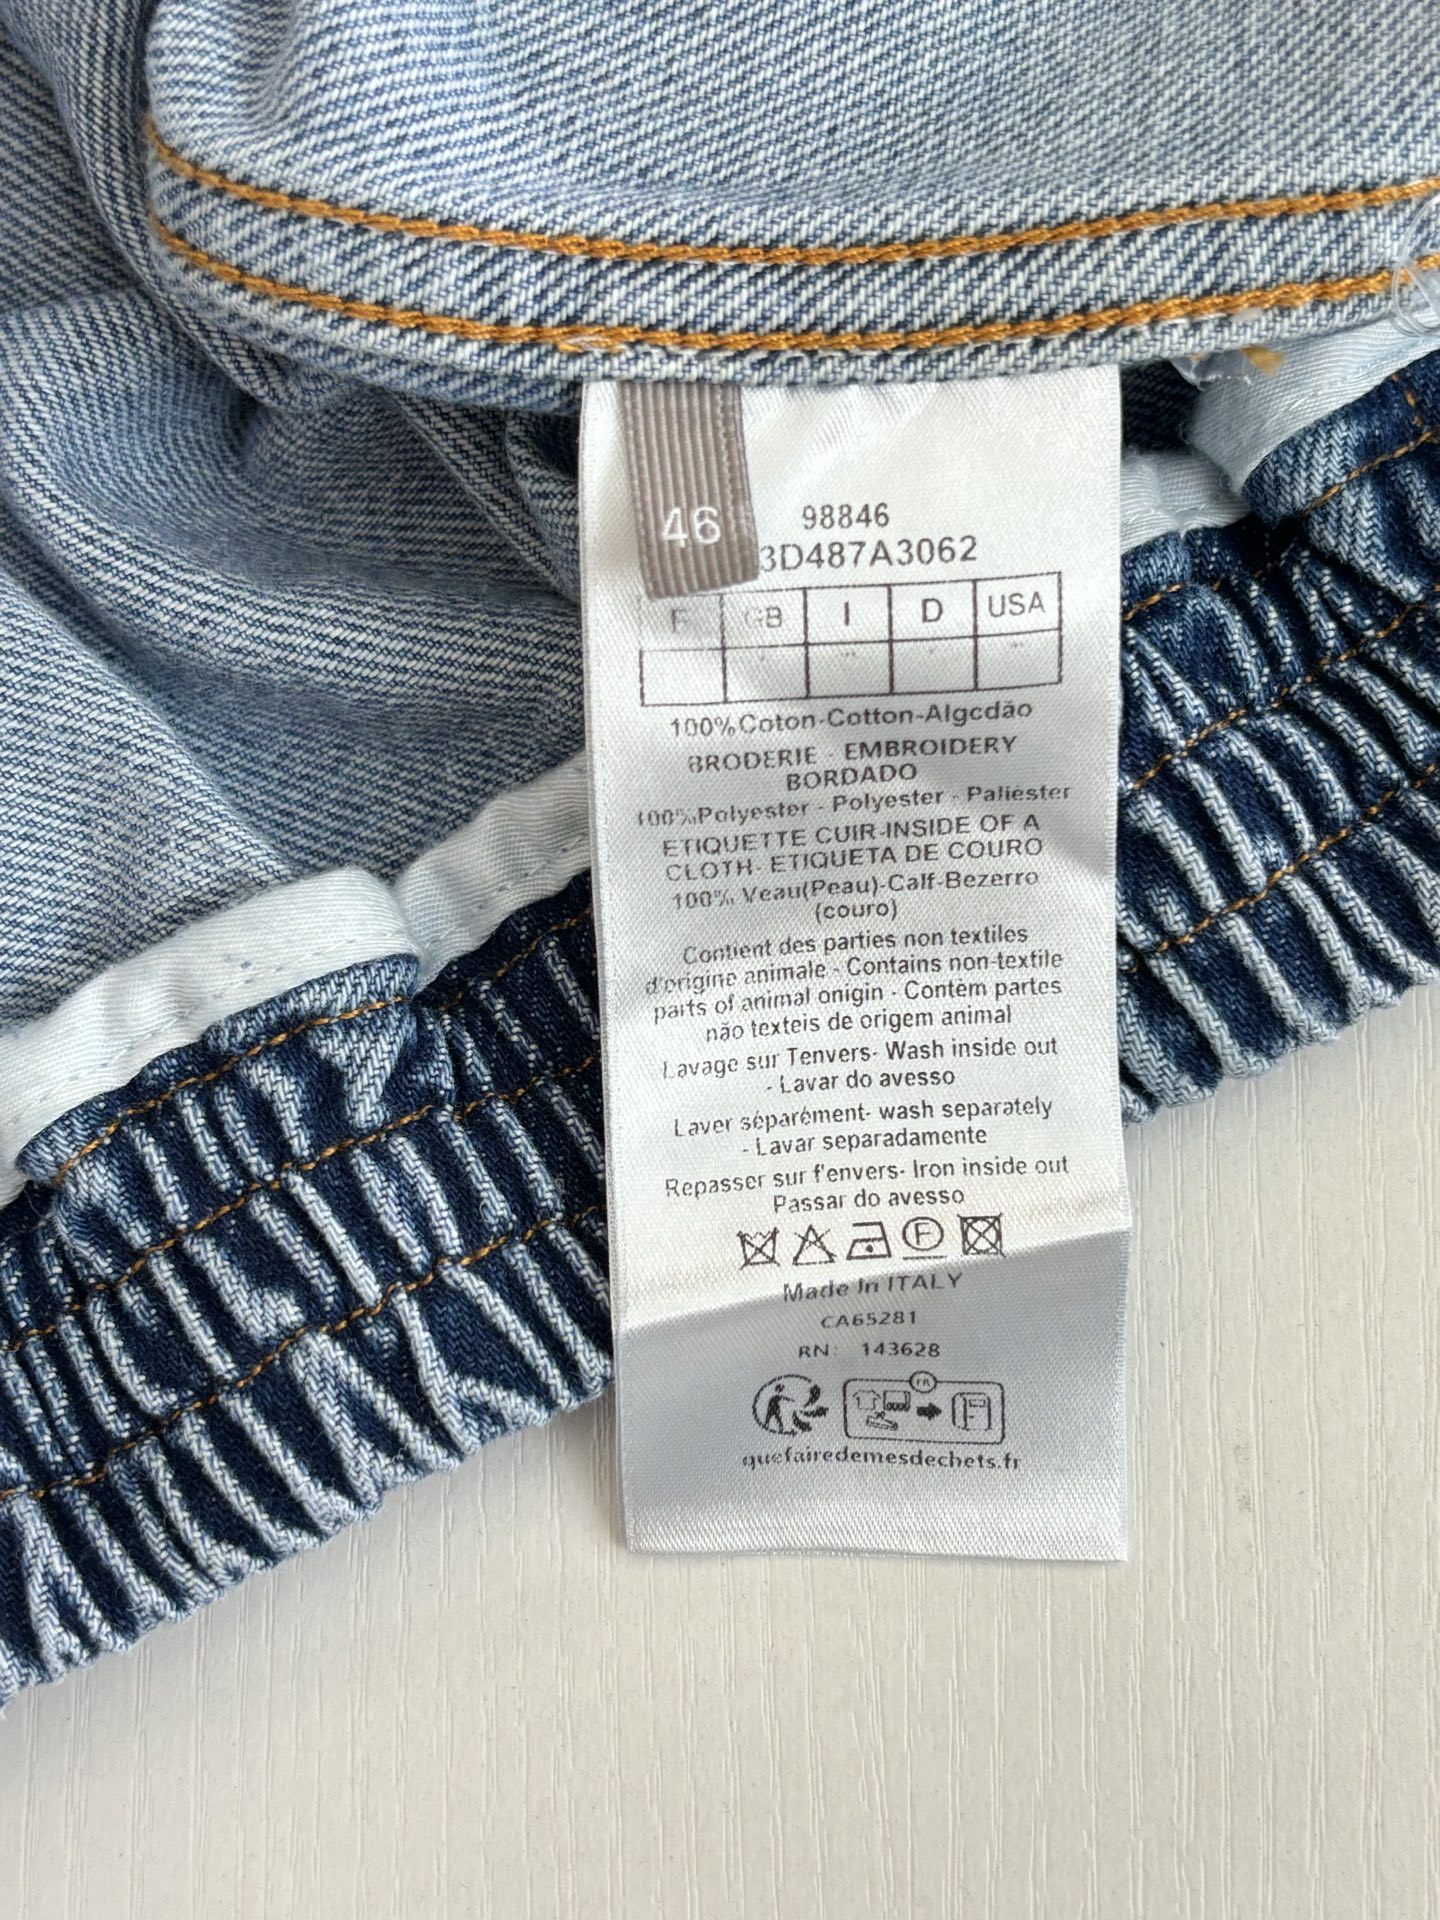 46
98846
3D487A3062
F GB I D USA
100%Coton-Cotton-Algcdão
BRODERIE - EMBROIDERY
BORDADO
100%Polyester - Polyester - Paliester
ETIQUETTE CUIR-INSIDE OF A
CLOTH- ETIQUETA DE COURO
100% Veau(Peau)-Calf-Bezerro
(couro)
Contient des parties non textiles
d'origine animale - Contains non-textile
parts of animal onigin - Contém partes
não texteis de origem animal
Lavage sur Tenvers- Wash inside out
- Lavar do avesso
Laver séparément- wash separately
- Lavar separadamente
Repasser sur f'envers- Iron inside out
Passar do avesso
F
Made In ITALY
CA65281
RN: 143628
FR
quefairedemesdechets.fr